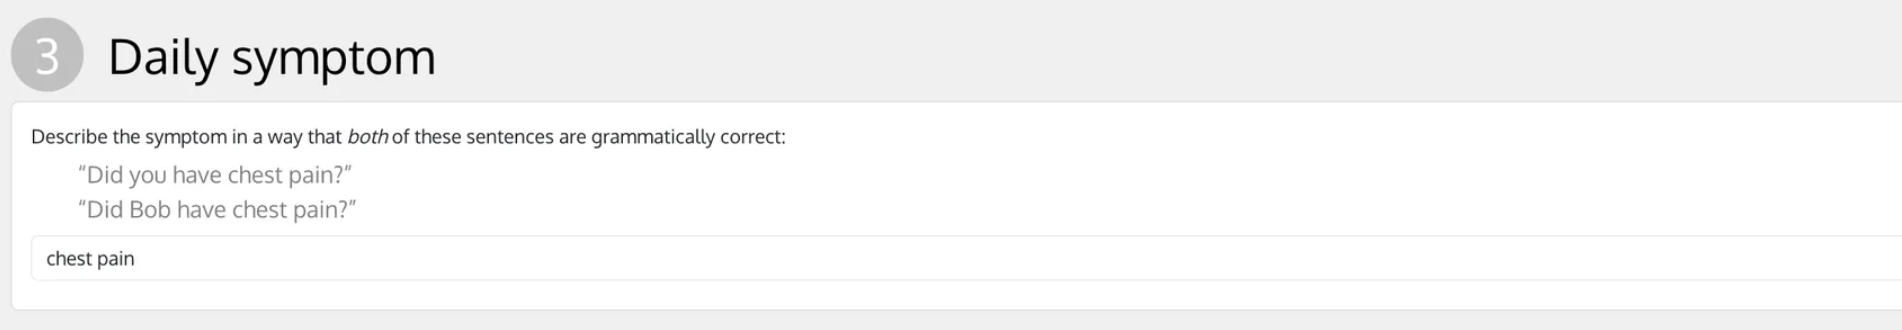 3 Daily symptom
Describe the symptom in a way that both of these sentences are grammatically correct:
“Did you have chest pain?”
“Did Bob have chest pain?”
chest pain